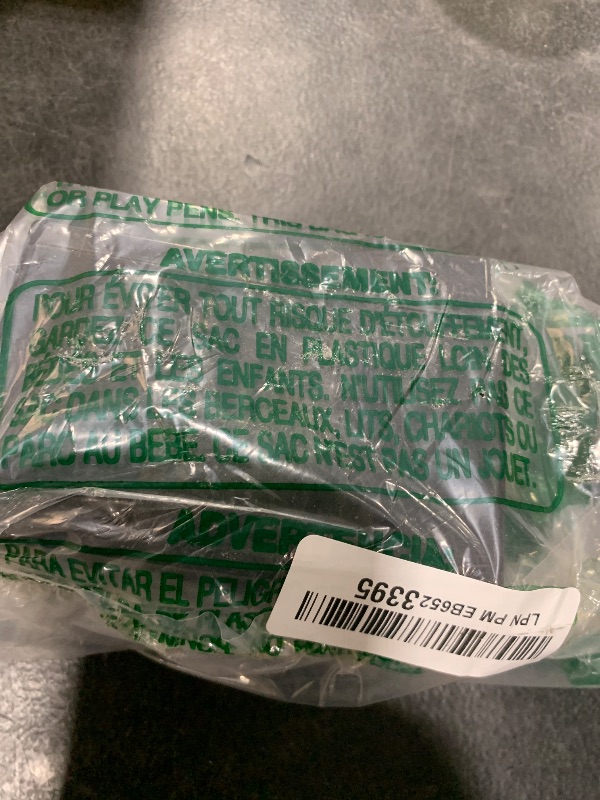 OR PLAY PENS. THIS BAG
AVERTISSEMENT:
POUR ÉVITER TOUT RISQUE D'ÉTOUFFEMENT,
GARDEZ CE SAC EN PLASTIQUE LOIN DES
BÉBÉS ET DES ENFANTS. N'UTILISEZ PAS CE
SAC DANS LES BERCEAUX, LITS, CHARIOTS OU
PARC AU BÉBÉ. CE SAC N'EST PAS UN JOUET.
ADVERTENCIA
PARA EVITAR EL PELIGR
LPN PM EB6523395